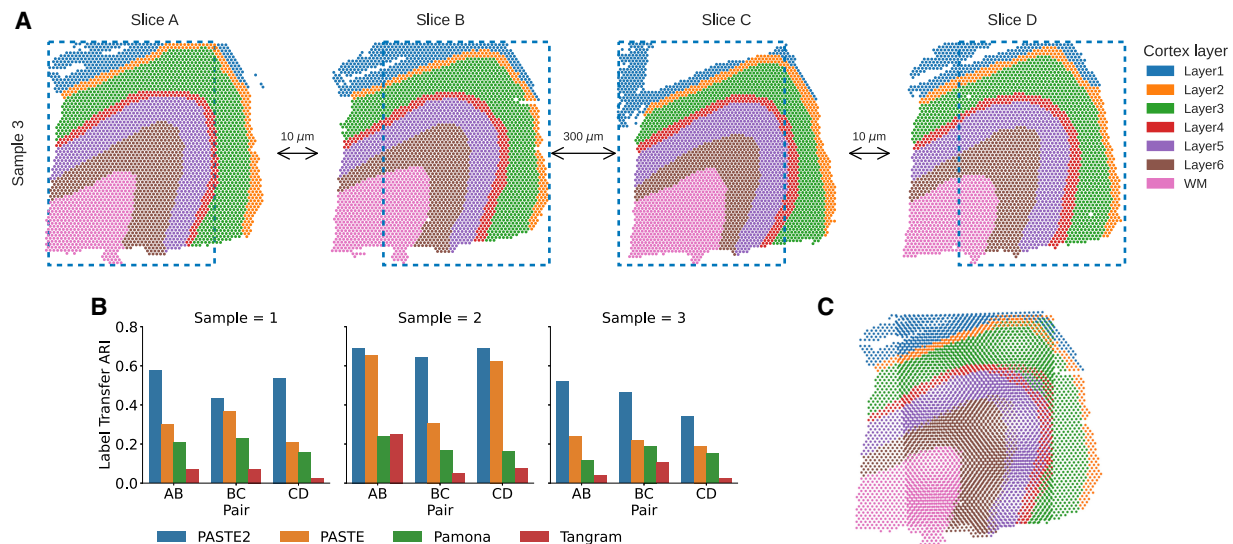 A
Slice A
Slice B
Slice C
Slice D
Sample 3
10 μm
300 μm
10 μm
Cortex layer
Layer1
Layer2
Layer3
Layer4
Layer5
Layer6
WM
B
Sample = 1
Sample = 2
Sample = 3
Label Transfer ARI
0.8
0.6
0.4
0.2
0.0
AB BC CD
AB BC CD
AB BC CD
Pair
Pair
Pair
PASTE2 PASTE Pamona Tangram
C